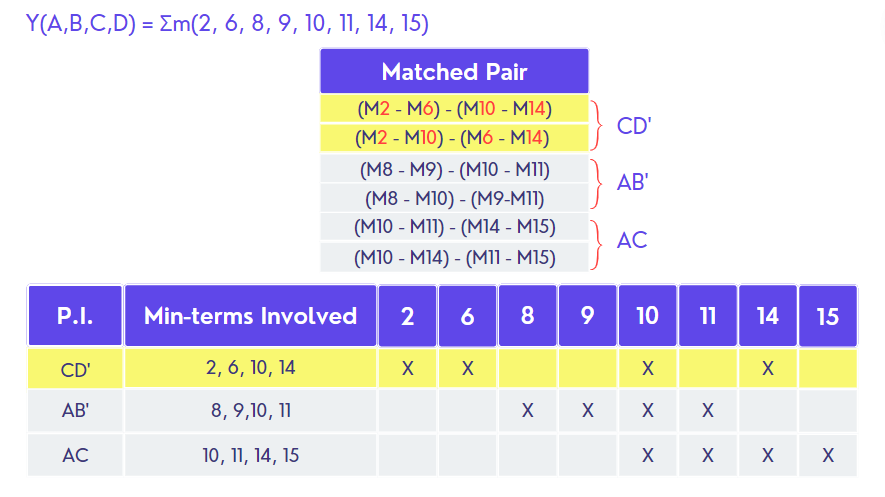 Y(A,B,C,D) = Σm(2, 6, 8, 9, 10, 11, 14, 15)
Matched Pair
(M2 - M6) - (M10 - M14)
(M2 - M10) - (M6 - M14)
CD'
(M8 - M9) - (M10 - M11)
(M8 - M10) - (M9-M11)
AB'
(M10 - M11) - (M14 - M15)
(M10 - M14) - (M11 - M15)
AC
P.I. Min-terms Involved 2 6 8 9 10 11 14 15
CD' 2, 6, 10, 14 X X X X
AB' 8, 9,10, 11 X X X X
AC 10, 11, 14, 15 X X X X